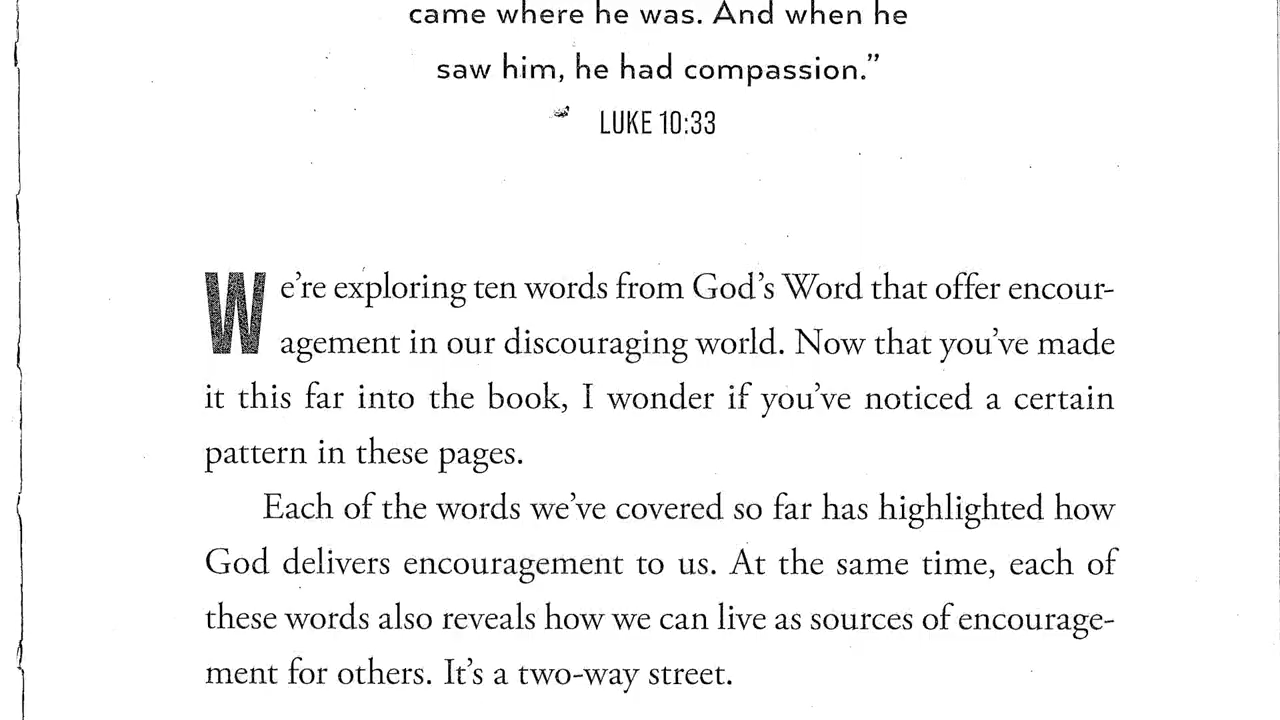 came where he was. And when he
saw him, he had compassion.”
LUKE 10:33
We’re exploring ten words from God’s Word that offer encour-
agement in our discouraging world. Now that you’ve made
it this far into the book, I wonder if you’ve noticed a certain
pattern in these pages.
Each of the words we’ve covered so far has highlighted how
God delivers encouragement to us. At the same time, each of
these words also reveals how we can live as sources of encourage-
ment for others. It’s a two-way street.